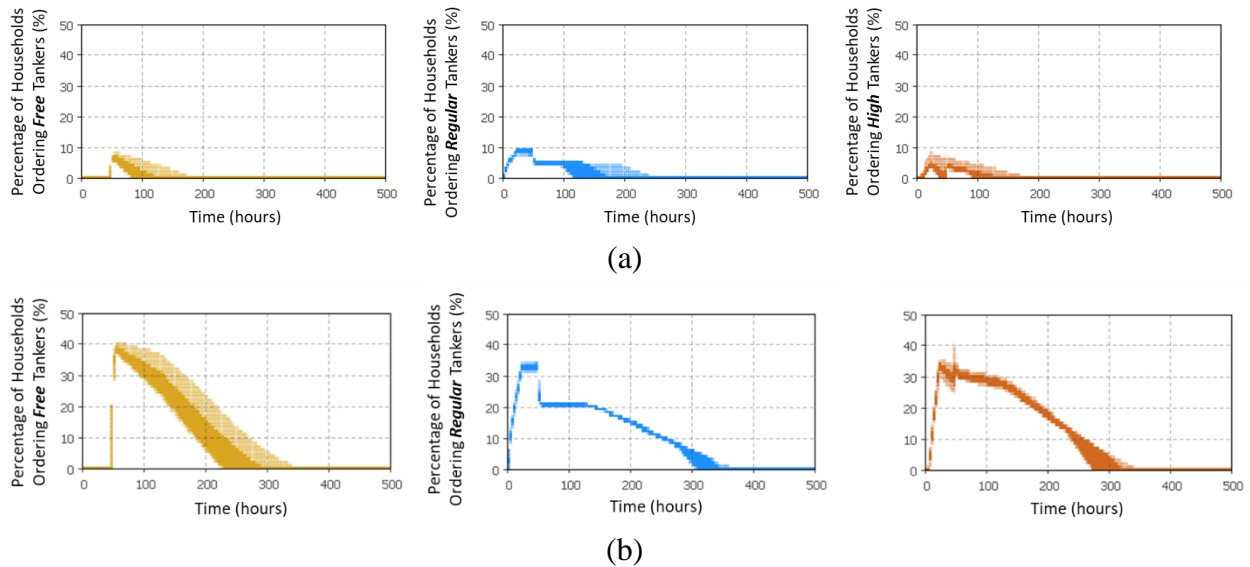 Percentage of Households
Ordering Free Tankers (%)
50
40
30
20
10
0
0 100 200 300 400 500
Time (hours)
Percentage of Households
Ordering Regular Tankers (%)
50
40
30
20
10
0
0 100 200 300 400 500
Time (hours)
Percentage of Households
Ordering High Tankers (%)
50
40
30
20
10
0
0 100 200 300 400 500
Time (hours)
(a)
Percentage of Households
Ordering Free Tankers (%)
50
40
30
20
10
0
0 100 200 300 400 500
Time (hours)
Percentage of Households
Ordering Regular Tankers (%)
50
40
30
20
10
0
0 100 200 300 400 500
Time (hours)
50
40
30
20
10
0
0 100 200 300 400 500
Time (hours)
(b)